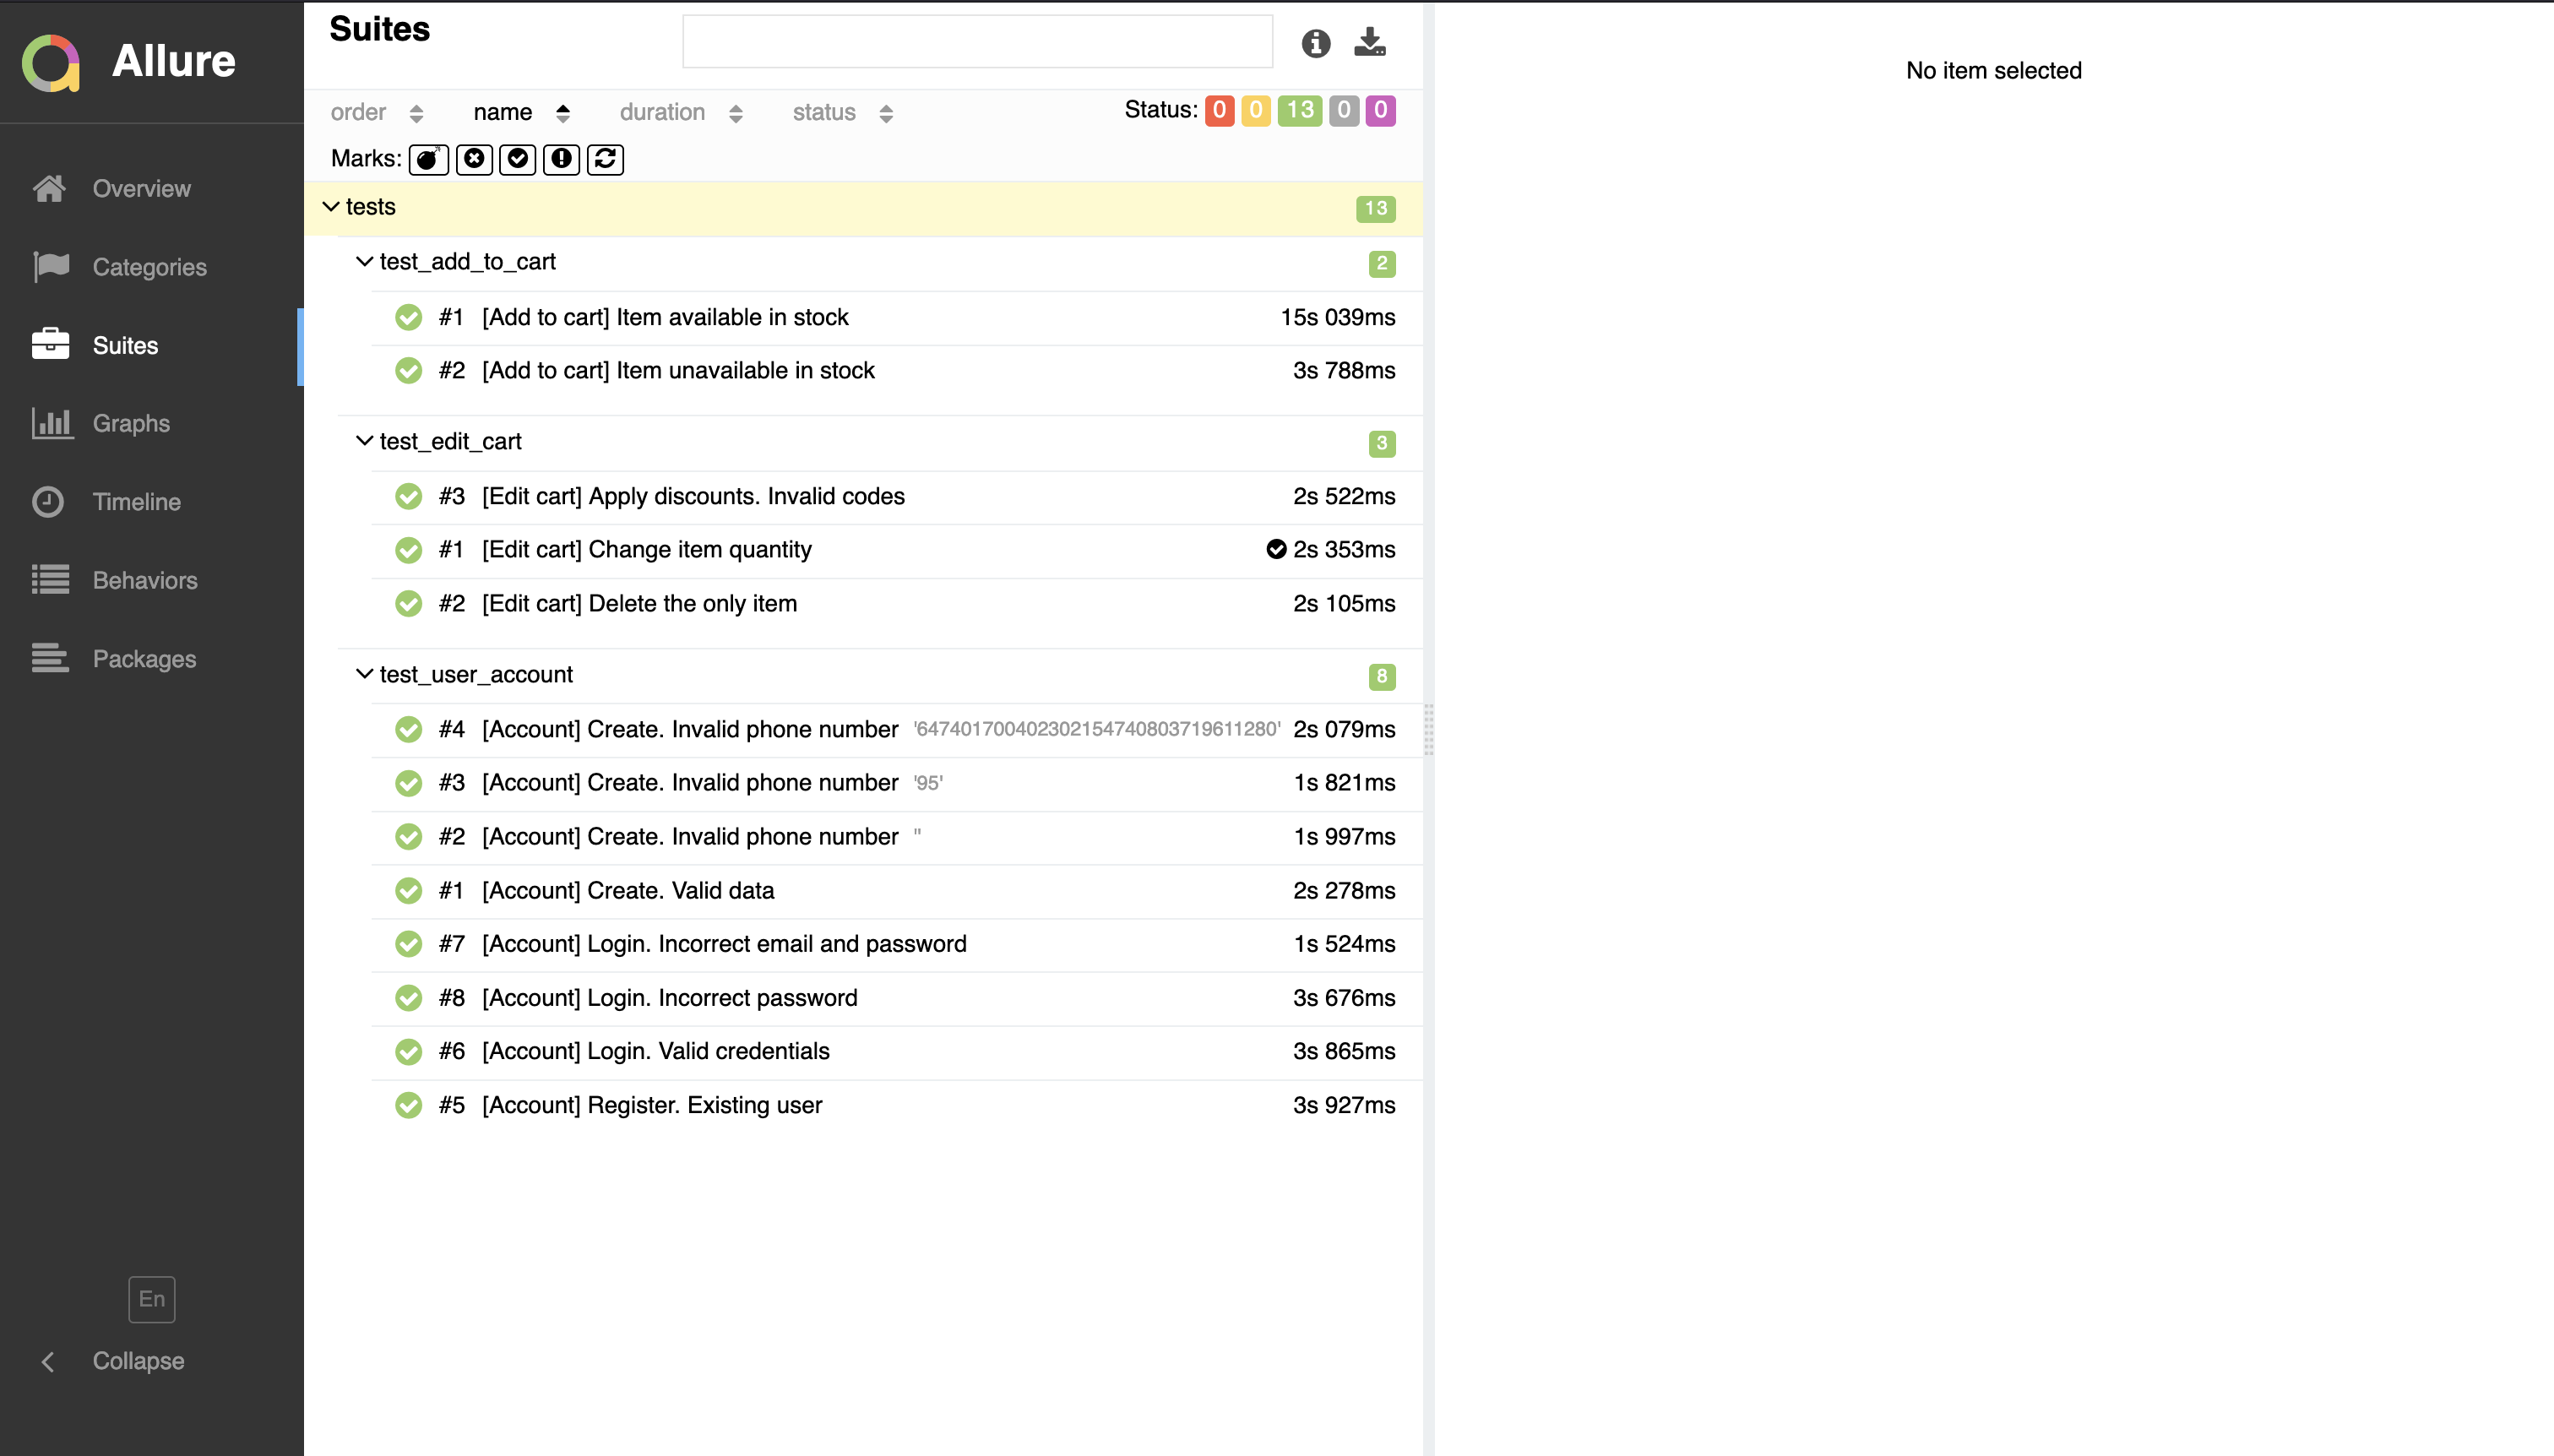 Allure
Overview
Categories
Suites
Graphs
Timeline
Behaviors
Packages
En
Collapse
Suites
order name duration status Status: 0 0 13 0 0
Marks:
tests 13
test_add_to_cart 2
#1 [Add to cart] Item available in stock 15s 039ms
#2 [Add to cart] Item unavailable in stock 3s 788ms
test_edit_cart 3
#3 [Edit cart] Apply discounts. Invalid codes 2s 522ms
#1 [Edit cart] Change item quantity 2s 353ms
#2 [Edit cart] Delete the only item 2s 105ms
test_user_account 8
#4 [Account] Create. Invalid phone number '64740170040230215474080371961​1280' 2s 079ms
#3 [Account] Create. Invalid phone number '95' 1s 821ms
#2 [Account] Create. Invalid phone number '' 1s 997ms
#1 [Account] Create. Valid data 2s 278ms
#7 [Account] Login. Incorrect email and password 1s 524ms
#8 [Account] Login. Incorrect password 3s 676ms
#6 [Account] Login. Valid credentials 3s 865ms
#5 [Account] Register. Existing user 3s 927ms
No item selected